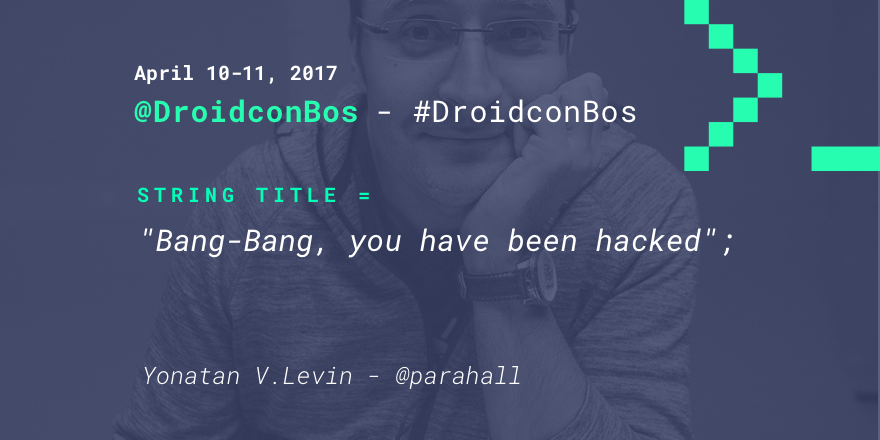 April 10-11, 2017
@DroidconBos - #DroidconBos
STRING TITLE =
"Bang-Bang, you have been hacked";
Yonatan V.Levin - @parahall